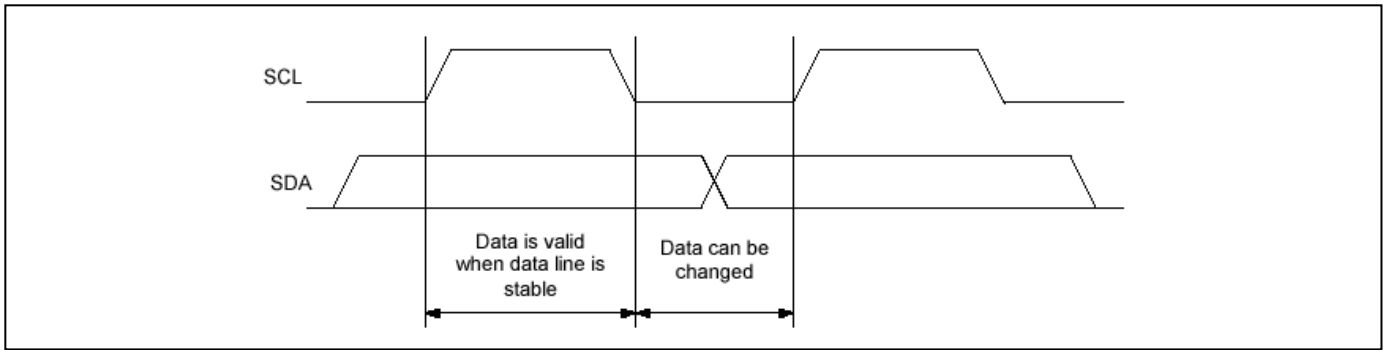 SCL
SDA
Data is valid
when data line is
stable
Data can be
changed